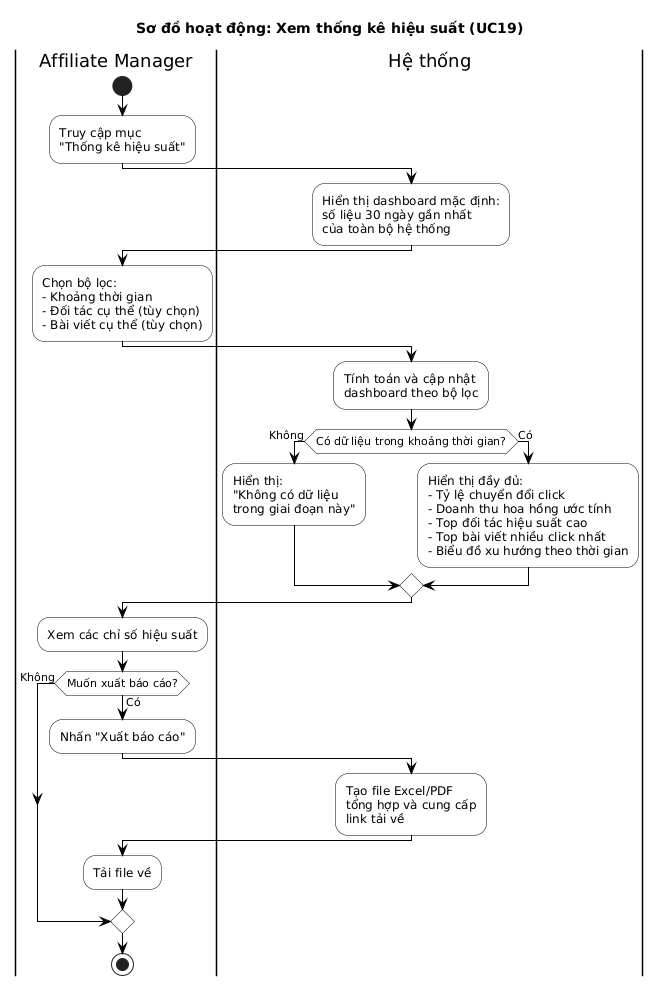 Sơ đồ hoạt động: Xem thống kê hiệu suất (UC19)
Affiliate Manager
Hệ thống
Truy cập mục
"Thống kê hiệu suất"
Hiển thị dashboard mặc định:
số liệu 30 ngày gần nhất
của toàn bộ hệ thống
Chọn bộ lọc:
- Khoảng thời gian
- Đối tác cụ thể (tùy chọn)
- Bài viết cụ thể (tùy chọn)
Tính toán và cập nhật
dashboard theo bộ lọc
Không
Có dữ liệu trong khoảng thời gian?
Có
Hiển thị:
"Không có dữ liệu
trong giai đoạn này"
Hiển thị đầy đủ:
- Tỷ lệ chuyển đổi click
- Doanh thu hoa hồng ước tính
- Top đối tác hiệu suất cao
- Top bài viết nhiều click nhất
- Biểu đồ xu hướng theo thời gian
Xem các chỉ số hiệu suất
Không
Muốn xuất báo cáo?
Có
Nhấn "Xuất báo cáo"
Tạo file Excel/PDF
tổng hợp và cung cấp
link tải về
Tải file về